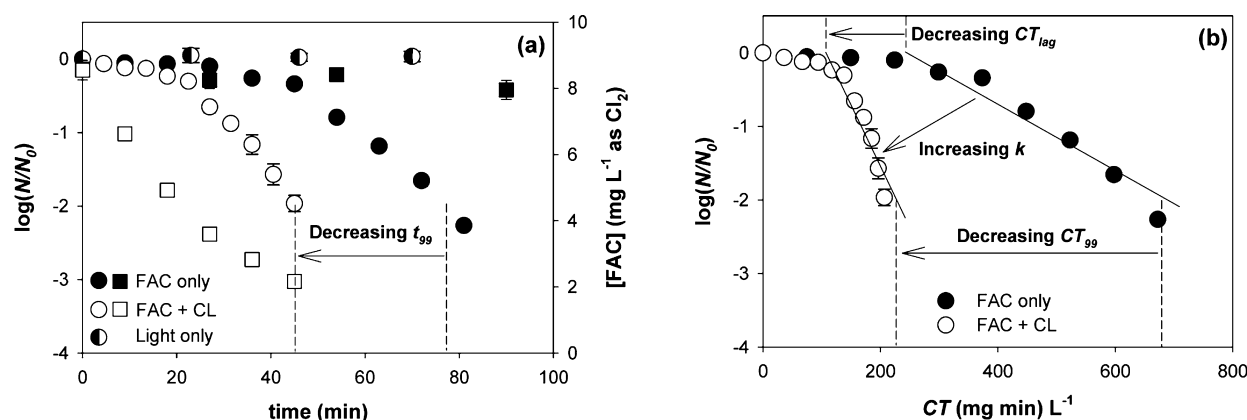 (a)
0
-1
-2
-3
-4
log(N/N0)
10
8
6
4
2
0
[FAC] (mg L-1 as Cl2)
Decreasing t99
FAC only
FAC + CL
Light only
0 20 40 60 80 100
time (min)
(b)
Decreasing CTlag
0
-1
-2
-3
-4
log(N/N0)
Increasing k
Decreasing CT99
FAC only
FAC + CL
0 200 400 600 800
CT (mg min) L-1